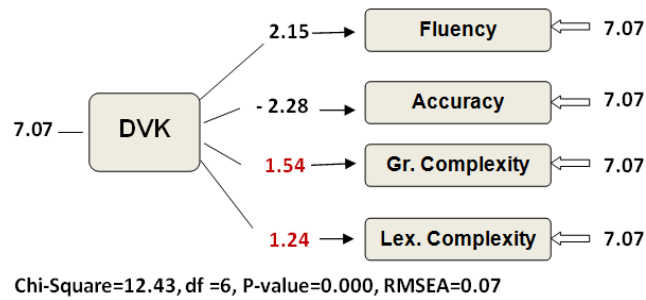 2.15 Fluency 7.07
- 2.28 Accuracy 7.07
7.07 DVK
1.54 Gr. Complexity 7.07
1.24 Lex. Complexity 7.07
Chi-Square=12.43, df =6, P-value=0.000, RMSEA=0.07